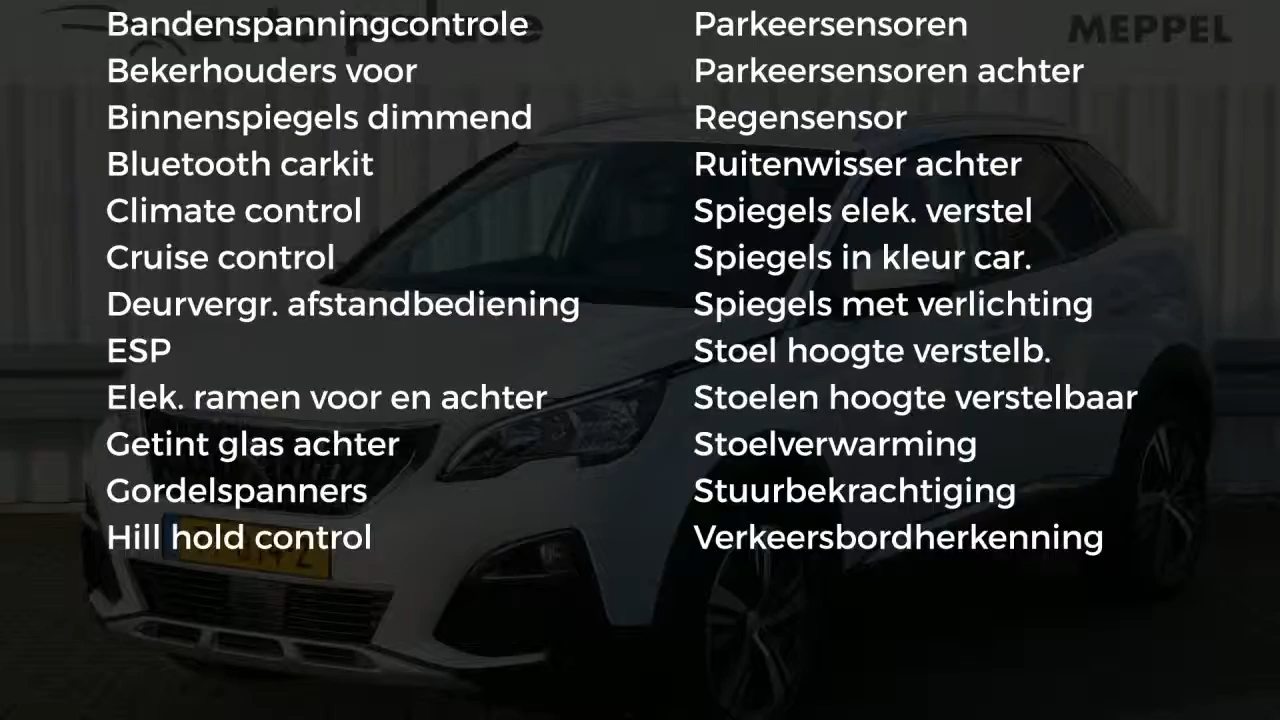 auto palace
MEPPEL
Bandenspanningcontrole
Bekerhouders voor
Binnenspiegels dimmend
Bluetooth carkit
Climate control
Cruise control
Deurvergr. afstandbediening
ESP
Elek. ramen voor en achter
Getint glas achter
Gordelspanners
Hill hold control
Parkeersensoren
Parkeersensoren achter
Regensensor
Ruitenwisser achter
Spiegels elek. verstel
Spiegels in kleur car.
Spiegels met verlichting
Stoel hoogte verstelb.
Stoelen hoogte verstelbaar
Stoelverwarming
Stuurbekrachtiging
Verkeersbordherkenning